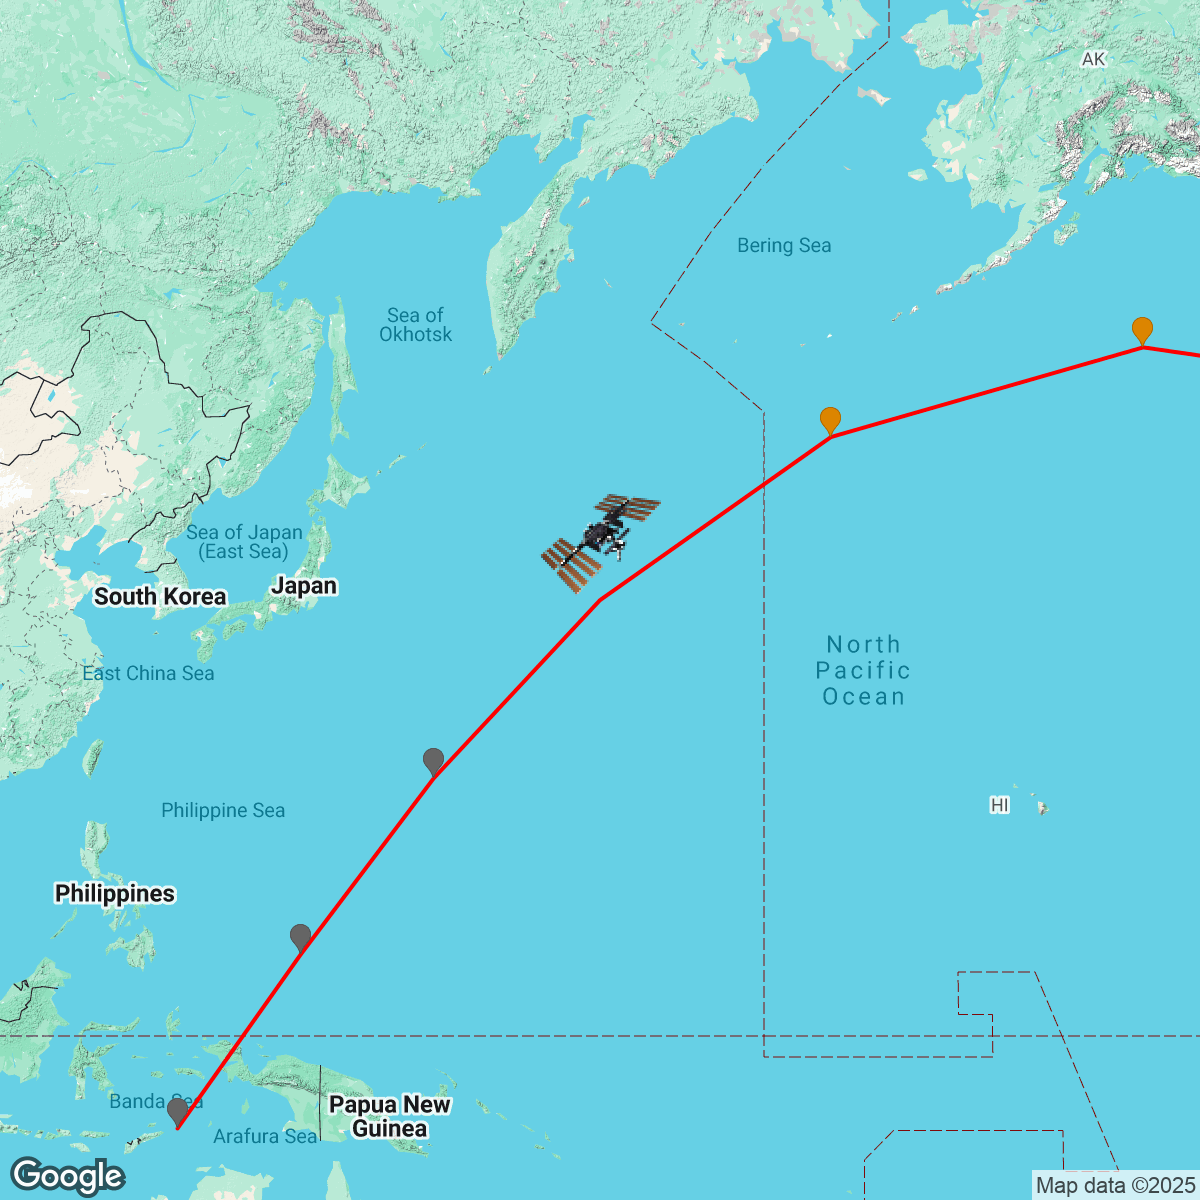 AK
Bering Sea
Sea of
Okhotsk
Sea of Japan
(East Sea)
Japan
South Korea
North
Pacific
Ocean
East China Sea
HI
Philippine Sea
Philippines
Banda Sea
Papua New
Guinea
Arafura Sea
Google
Map data ©2025